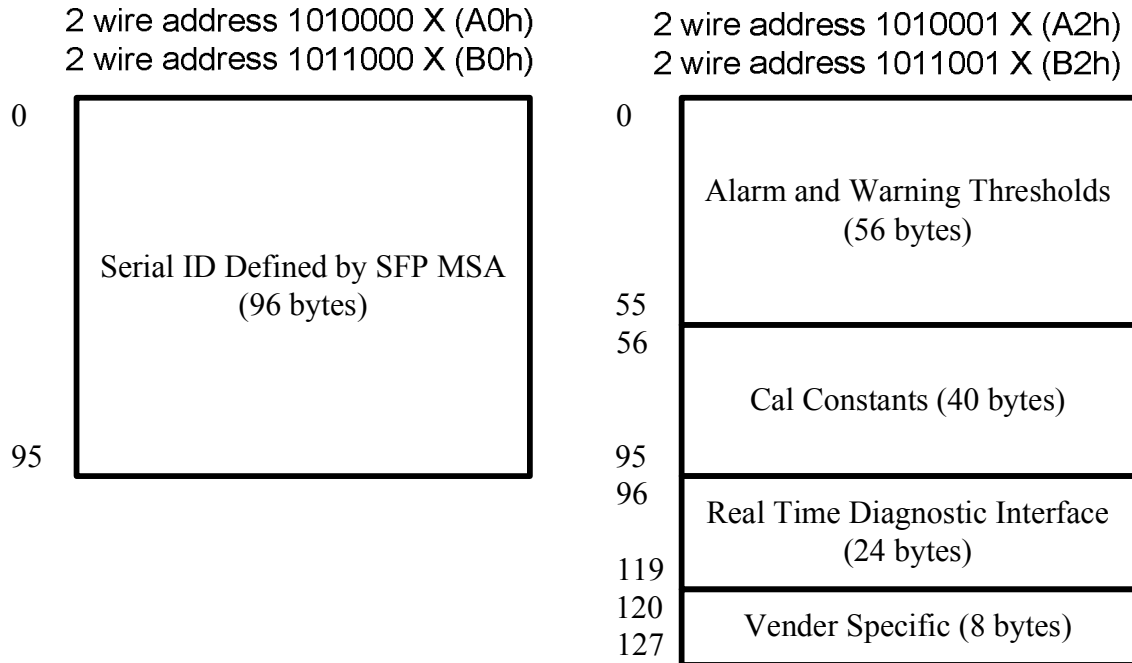 2 wire address 1010000 X (A0h)
2 wire address 1011000 X (B0h)
0
Serial ID Defined by SFP MSA
(96 bytes)
95
2 wire address 1010001 X (A2h)
2 wire address 1011001 X (B2h)
0
Alarm and Warning Thresholds
(56 bytes)
55
56
Cal Constants (40 bytes)
95
96
Real Time Diagnostic Interface
(24 bytes)
119
120
Vender Specific (8 bytes)
127